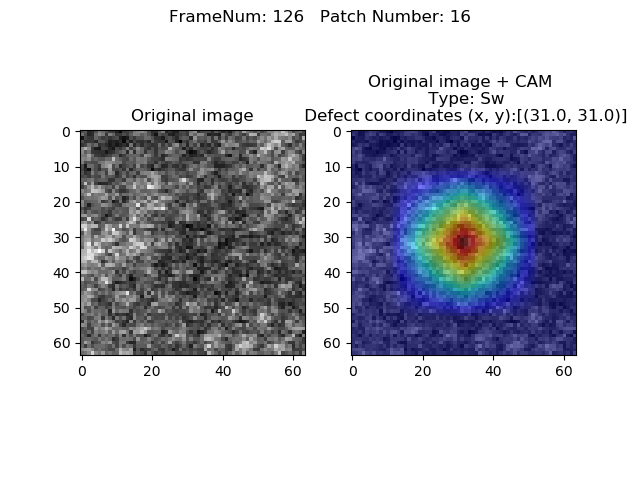 FrameNum: 126   Patch Number: 16
Original image
0
10
20
30
40
50
60
0 20 40 60
Original image + CAM
Type: Sw
Defect coordinates (x, y):[(31.0, 31.0)]
0
10
20
30
40
50
60
0 20 40 60